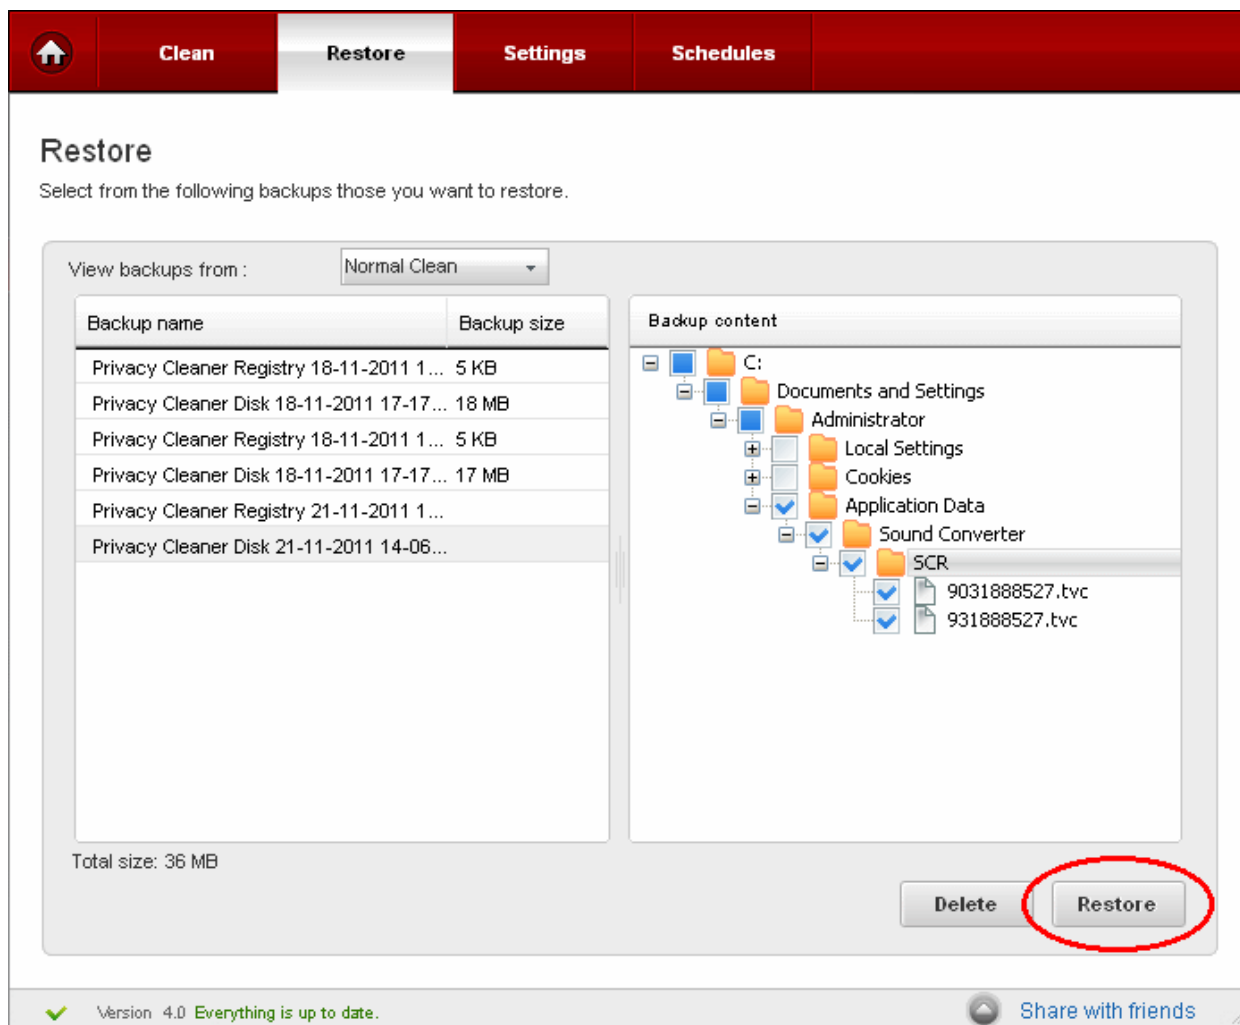 Clean Restore Settings Schedules
Restore
Select from the following backups those you want to restore.
View backups from : Normal Clean
Backup name Backup size
Privacy Cleaner Registry 18-11-2011 1... 5 KB
Privacy Cleaner Disk 18-11-2011 17-17... 18 MB
Privacy Cleaner Registry 18-11-2011 1... 5 KB
Privacy Cleaner Disk 18-11-2011 17-17... 17 MB
Privacy Cleaner Registry 21-11-2011 1...
Privacy Cleaner Disk 21-11-2011 14-06...
Total size: 36 MB
Backup content
C:
Documents and Settings
Administrator
Local Settings
Cookies
Application Data
Sound Converter
SCR
9031888527.tvc
931888527.tvc
Delete Restore
Version 4.0 Everything is up to date. Share with friends